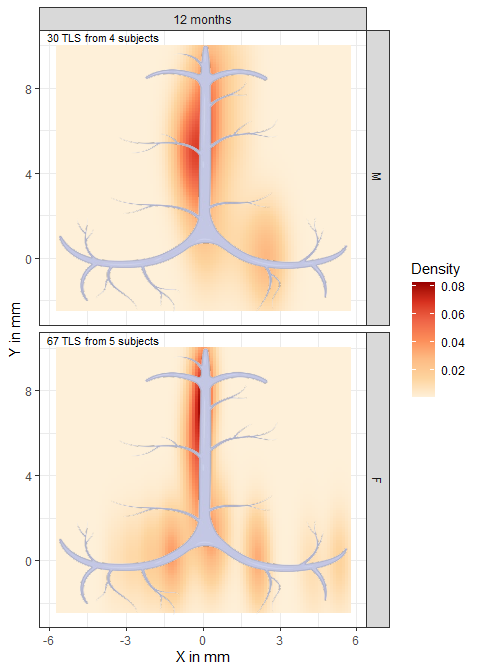 12 months
30 TLS from 4 subjects
8
4
0
M
67 TLS from 5 subjects
8
4
0
F
-6
-3
0
3
6
X in mm
Y in mm
Density
0.08
0.06
0.04
0.02